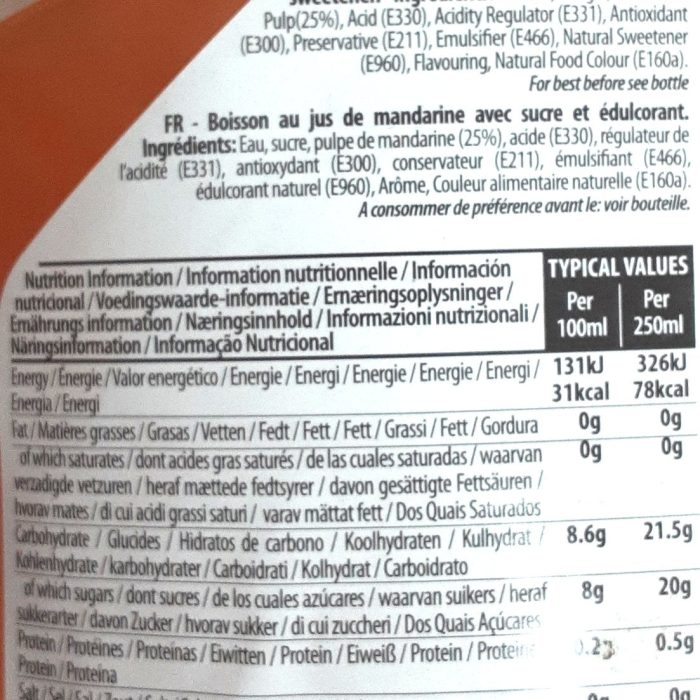 Pulp(25%), Acid (E330), Acidity Regulator (E331), Antioxidant
(E300), Preservative (E211), Emulsifier (E466), Natural Sweetener
(E960), Flavouring, Natural Food Colour (E160a).
For best before see bottle
FR - Boisson au jus de mandarine avec sucre et édulcorant.
Ingrédients: Eau, sucre, pulpe de mandarine (25%), acide (E330), régulateur de
l'acidité (E331), antioxydant (E300), conservateur (E211), émulsifiant (E466),
édulcorant naturel (E960), Arôme, Couleur alimentaire naturelle (E160a).
A consommer de préférence avant le: voir bouteille.
Nutrition Information / Information nutritionnelle / Información
nutricional / Voedingswaarde-informatie / Ernæringsoplysninger /
Ernährungs information / Næringsinnhold / Informazioni nutrizionali /
Näringsinformation / Informação Nutricional
TYPICAL VALUES
Per Per
100ml 250ml
Energy / Énergie / Valor energético / Energie / Energi / Energie / Energie / Energi / 131kJ 326kJ
Energia / Energi 31kcal 78kcal
Fat / Matières grasses / Grasas / Vetten / Fedt / Fett / Fett / Grassi / Fett / Gordura 0g 0g
of which saturates / dont acides gras saturés / de las cuales saturadas / waarvan 0g 0g
verzadigde vetzuren / heraf mættede fedtsyrer / davon gesättigte Fettsäuren /
hvorav mates / di cui acidi grassi saturi / varav mättat fett / Dos Quais Saturados
Carbohydrate / Glucides / Hidratos de carbono / Koolhydraten / Kulhydrat / 8.6g 21.5g
Kohlenhydrate / karbohydrater / Carboidrati / Kolhydrat / Carboidrato
of which sugars / dont sucres / de los cuales azúcares / waarvan suikers / heraf 8g 20g
sukkerarter / davon Zucker / hvorav sukker / di cui zuccheri / Dos Quais Açúcares
Protein / Protéines / Proteínas / Eiwitten / Protein / Eiweiß / Protein / Protein 0.5g
Protein / Proteína
Salt / Sel / Sal 0g 0g